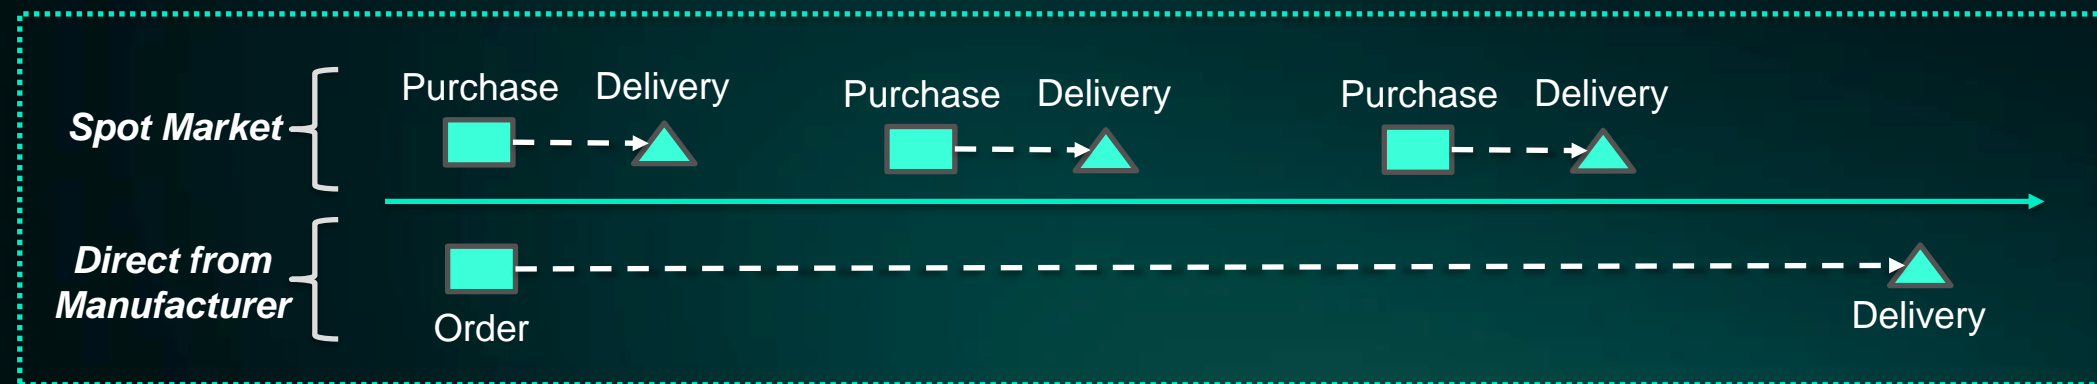 Spot Market
Purchase Delivery
Purchase Delivery
Purchase Delivery
Direct from
Manufacturer
Order
Delivery